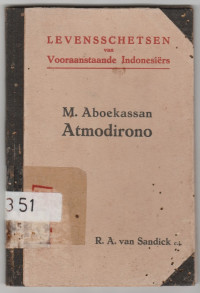 LEVENSSCHETSEN
van
Vooraanstaande Indonesiërs
M. Aboekassan
Atmodirono
351
R. A. van Sandick